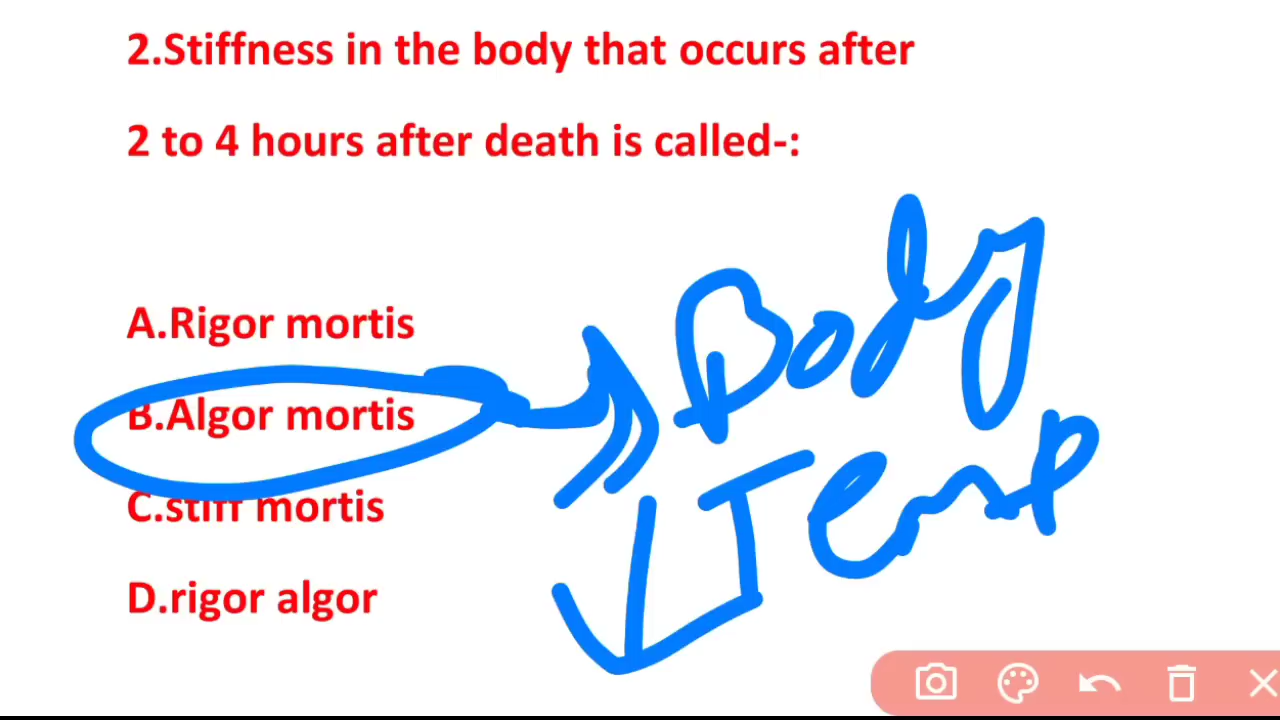 2.Stiffness in the body that occurs after
2 to 4 hours after death is called-:
A.Rigor mortis
B.Algor mortis
C.stiff mortis
D.rigor algor
Body
Temp